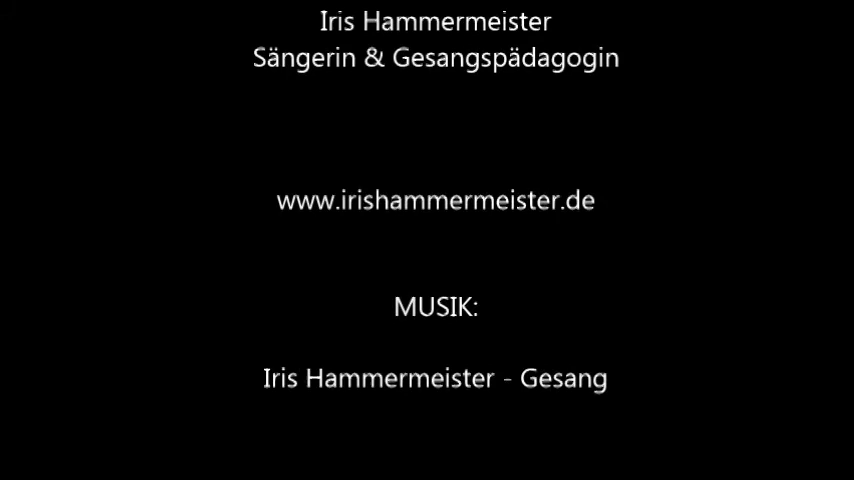 Iris Hammermeister
Sängerin & Gesangspädagogin
www.irishammermeister.de
MUSIK:
Iris Hammermeister - Gesang